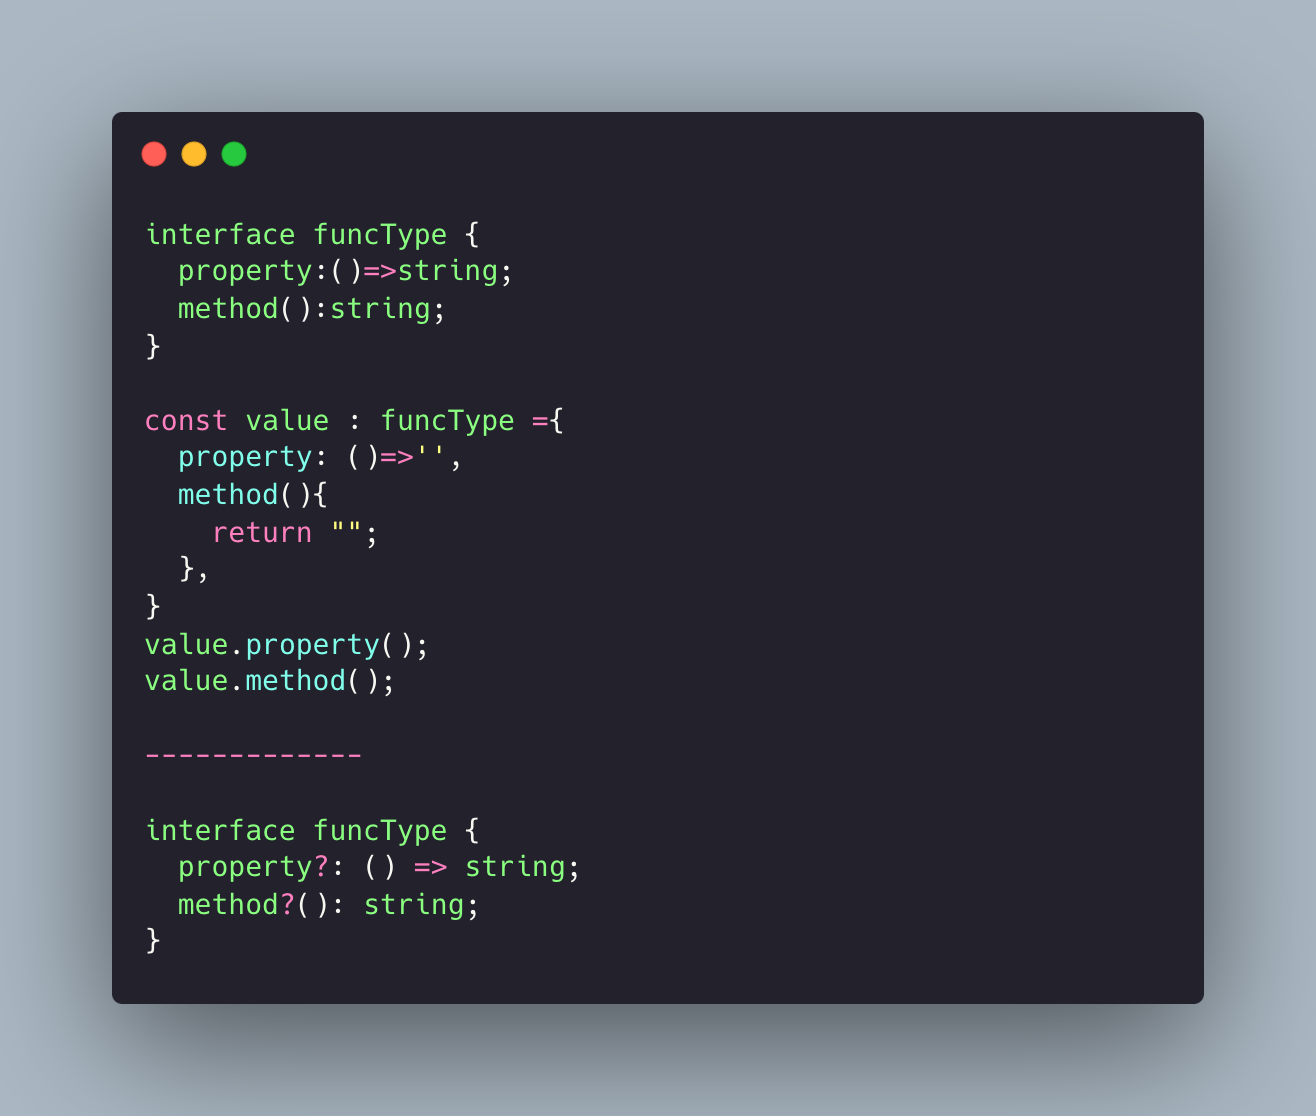 interface funcType {
  property:()=>string;
  method():string;
}

const value : funcType ={
  property: ()=>'',
  method(){
    return "";
  },
}
value.property();
value.method();

-------------

interface funcType {
  property?: () => string;
  method?(): string;
}